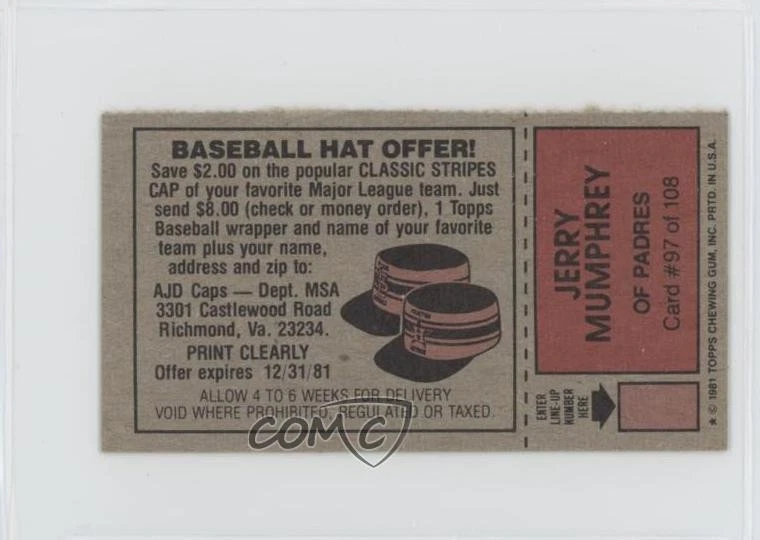 BASEBALL HAT OFFER!
Save $2.00 on the popular CLASSIC STRIPES
CAP of your favorite Major League team. Just
send $8.00 (check or money order), 1 Topps
Baseball wrapper and name of your favorite
team plus your name,
address and zip to:
AJD Caps — Dept. MSA
3301 Castlewood Road
Richmond, Va. 23234.
PRINT CLEARLY
Offer expires 12/31/81
ALLOW 4 TO 6 WEEKS FOR DELIVERY
VOID WHERE PROHIBITED, REGULATED OR TAXED.
JERRY
MUMPHREY
OF PADRES
Card #97 of 108
ENTER
LINE-UP
NUMBER
HERE
★ © 1981 TOPPS CHEWING GUM, INC. PRTD. IN U.S.A.
COMC